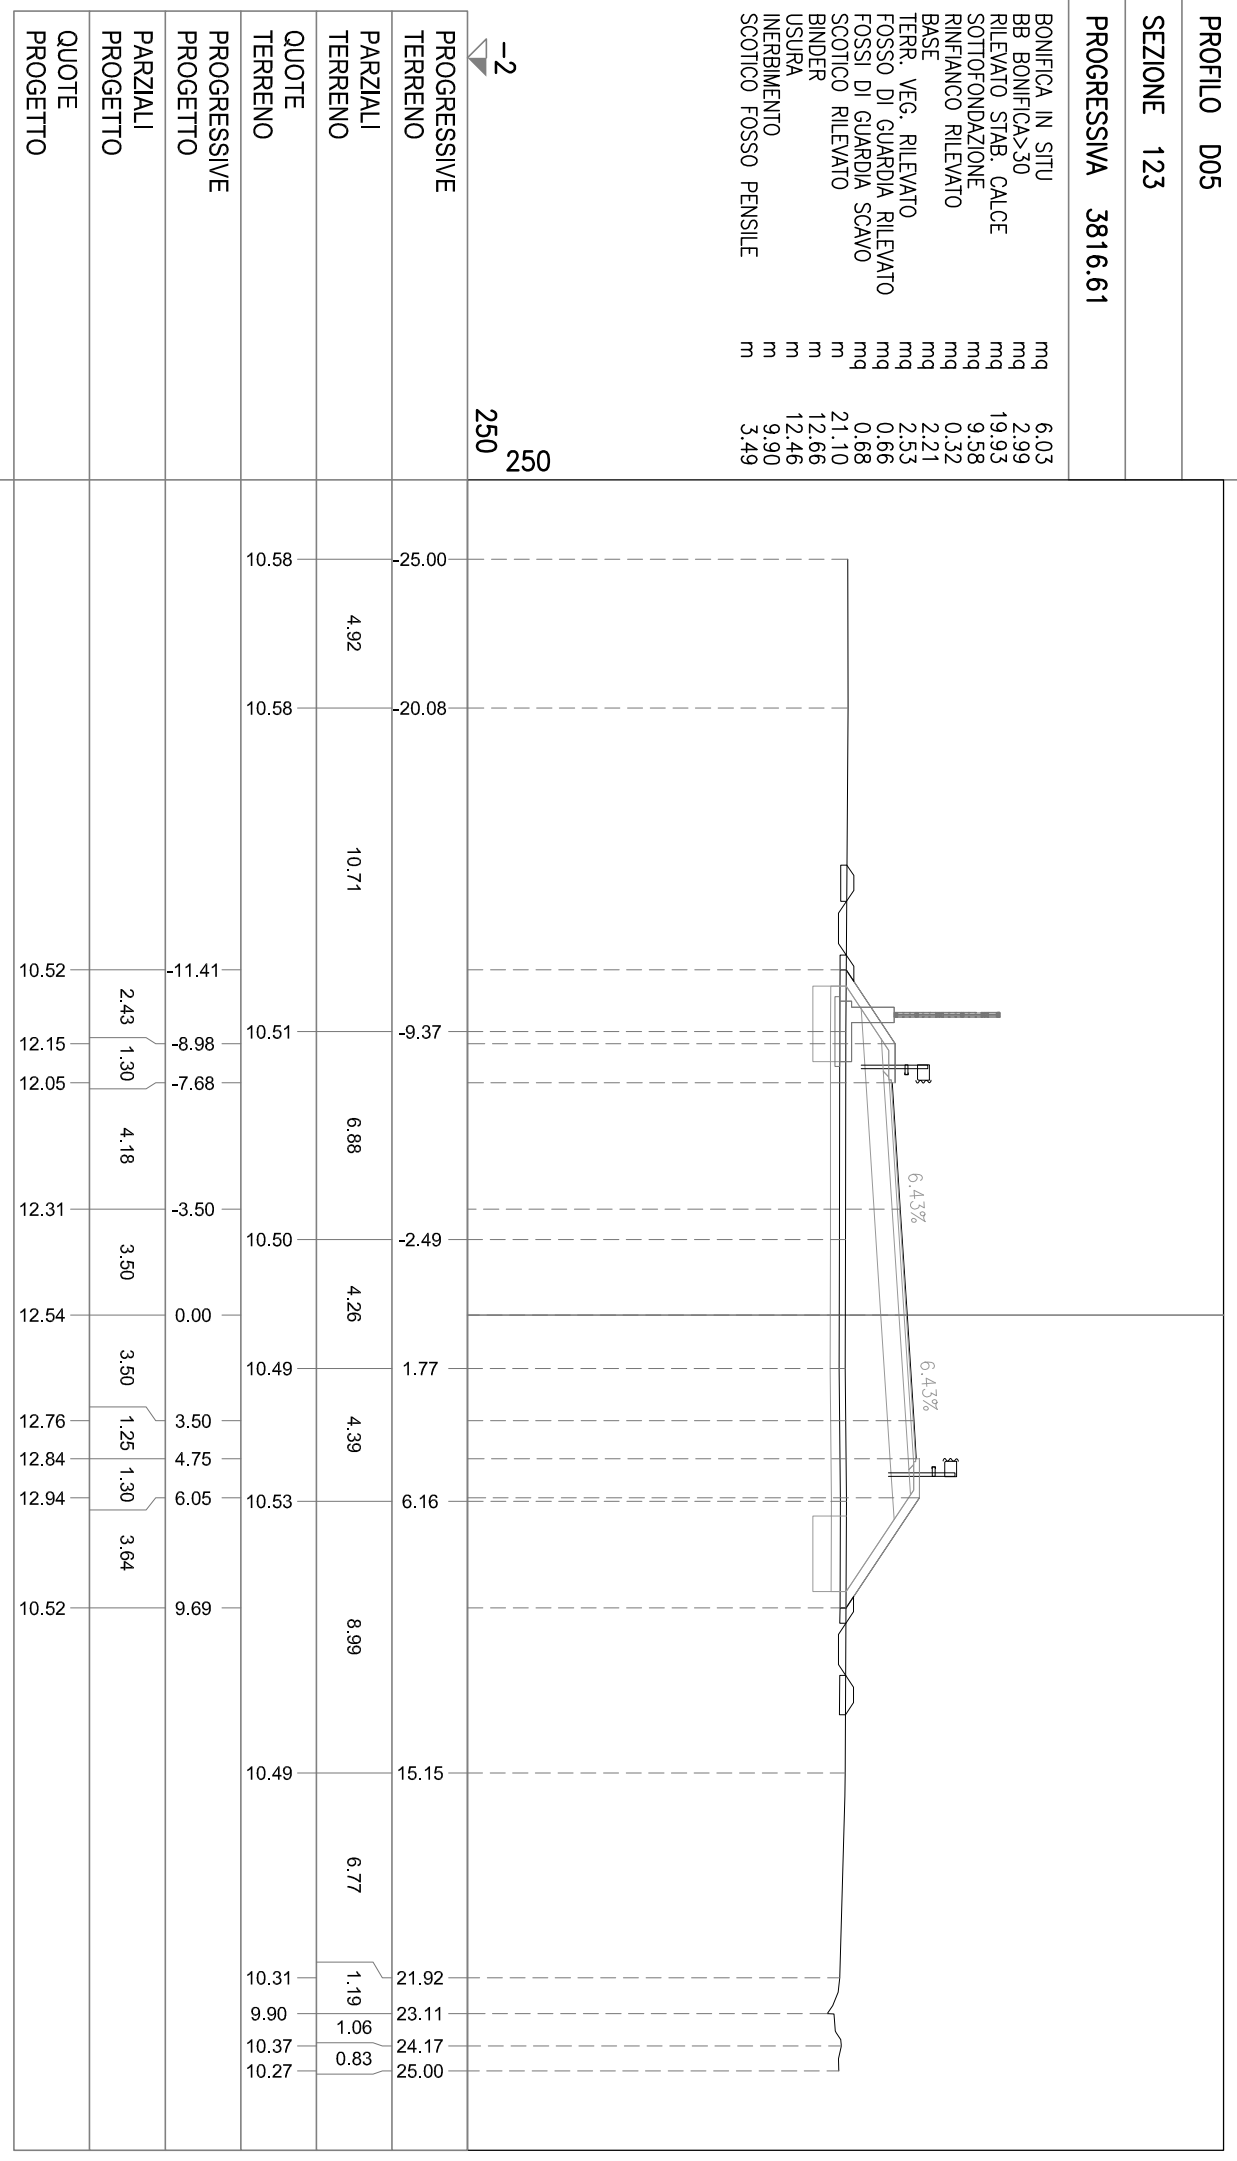 PROFILO D05
SEZIONE 123
PROGRESSIVA 3816.61
BONIFICA IN SITU mq 6.03
BB BONIFICA>30 mq 2.99
RILEVATO STAB. CALCE mq 19.93
SOTTOFONDAZIONE mq 9.58
RINFIANCO RILEVATO mq 0.32
BASE mq 2.21
TERR. VEG. RILEVATO mq 2.53
FOSSO DI GUARDIA RILEVATO mq 0.66
FOSSI DI GUARDIA SCAVO mq 0.68
SCOTICO RILEVATO m 21.10
BINDER m 12.66
USURA m 12.46
INERBIMENTO m 9.90
SCOTICO FOSSO PENSILE m 3.49
6.43% 6.43%
250
-2 250
PROGRESSIVE
TERRENO
-25.00 -20.08 -9.37 -2.49 1.77 6.16 15.15 21.92 23.11 24.17 25.00
PARZIALI
TERRENO
4.92 10.71 6.88 4.26 4.39 8.99 6.77 1.19 1.06 0.83
QUOTE
TERRENO
10.58 10.58 10.51 10.50 10.49 10.53 10.49 10.31 9.90 10.37 10.27
PROGRESSIVE
PROGETTO
-11.41 -8.98 -7.68 -3.50 0.00 3.50 4.75 6.05 9.69
PARZIALI
PROGETTO
2.43 1.30 4.18 3.50 3.50 1.25 1.30 3.64
QUOTE
PROGETTO
10.52 12.15 12.05 12.31 12.54 12.76 12.84 12.94 10.52